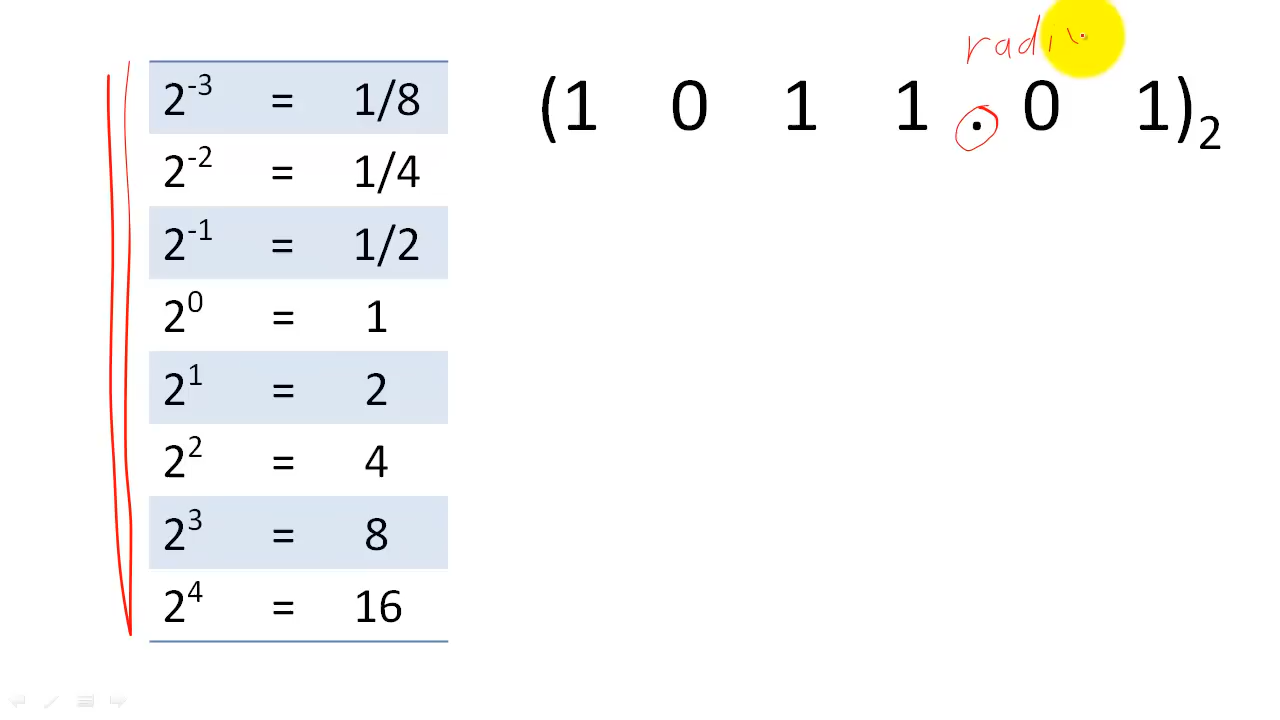 radi
(1 0 1 1 . 0 1)₂
2⁻³ = 1/8
2⁻² = 1/4
2⁻¹ = 1/2
2⁰ = 1
2¹ = 2
2² = 4
2³ = 8
2⁴ = 16